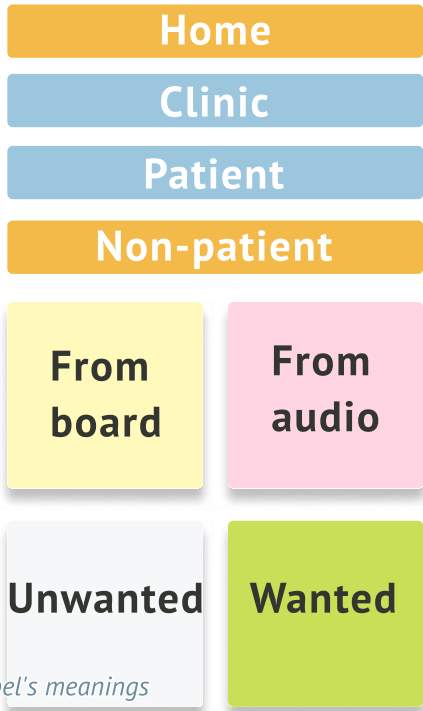 Home
Clinic
Patient
Non-patient
From
board
From
audio
Unwanted
Wanted
meanings